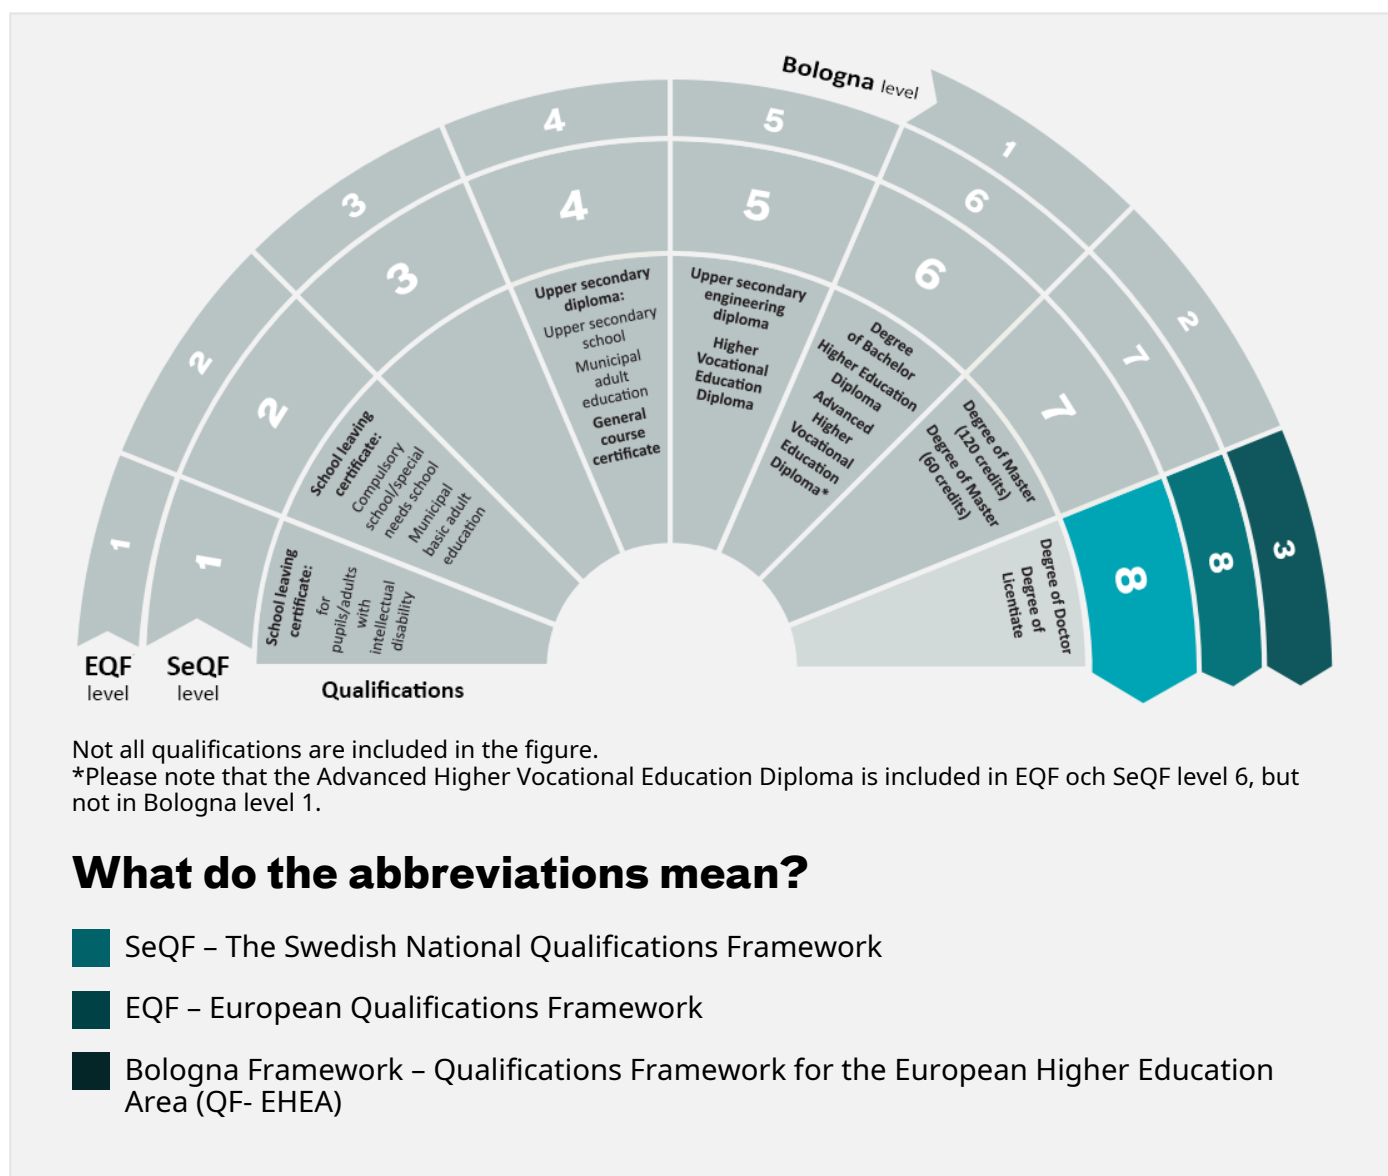 Bologna level
1
2
3
4
5
1
2
3
1
2
3
4
5
6
7
8
6
7
8
School leaving
certificate:
for
pupils/adults
with
intellectual
disability
School leaving
certificate:
Compulsory
school/special
needs school
Municipal
basic adult
education
Upper secondary
diploma:
Upper secondary
school
Municipal
adult
education
General
course
certificate
Upper secondary
engineering
diploma
Higher
Vocational
Education
Diploma
Degree
of Bachelor
Higher Education
Diploma
Advanced
Higher
Vocational
Education
Diploma*
Degree of Master
(120 credits)
Degree of Master
(60 credits)
Degree of Doctor
Degree of
Licentiate
EQF
level
SeQF
level
Qualifications
Not all qualifications are included in the figure.
*Please note that the Advanced Higher Vocational Education Diploma is included in EQF och SeQF level 6, but
not in Bologna level 1.
What do the abbreviations mean?
SeQF – The Swedish National Qualifications Framework
EQF – European Qualifications Framework
Bologna Framework – Qualifications Framework for the European Higher Education
Area (QF- EHEA)